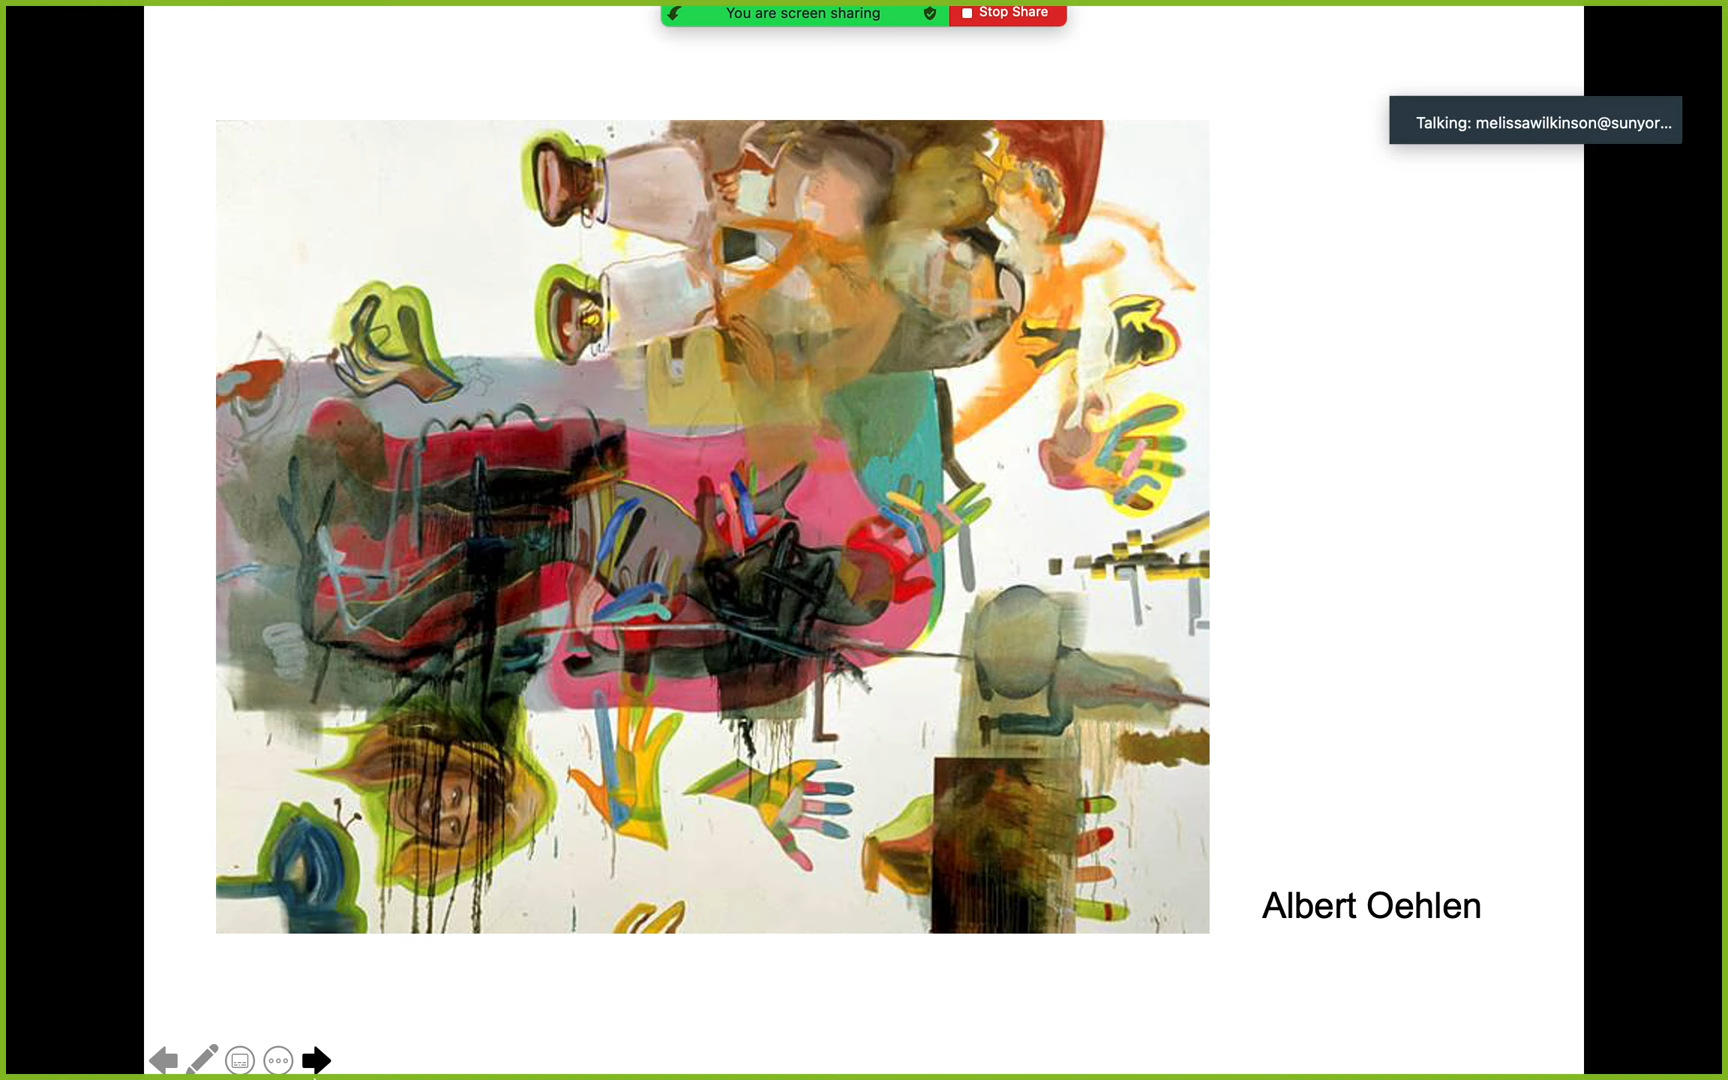 You are screen sharing
Stop Share
Talking: melissawilkinson@sunyor...
Albert Oehlen